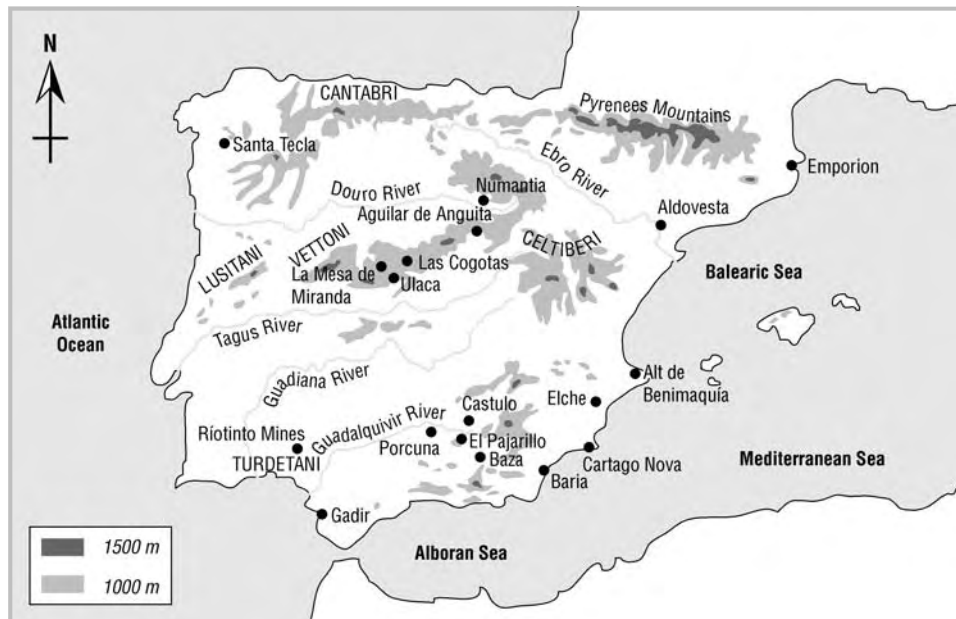 N
CANTABRI
Pyrenees Mountains
Santa Tecla
Ebro River
Emporion
Douro River
Numantia
Aguilar de Anguita
Aldovesta
CELTIBERI
VETTONI
LUSITANI
Las Cogotas
La Mesa de
Miranda
Ulaca
Balearic Sea
Atlantic
Ocean
Tagus River
Guadiana River
Alt de
Benimaquía
Elche
Castulo
Guadalquivir River
Ríotinto Mines
Porcuna
El Pajarillo
TURDETANI
Baza
Cartago Nova
Mediterranean Sea
Baria
Gadir
Alboran Sea
1500 m
1000 m